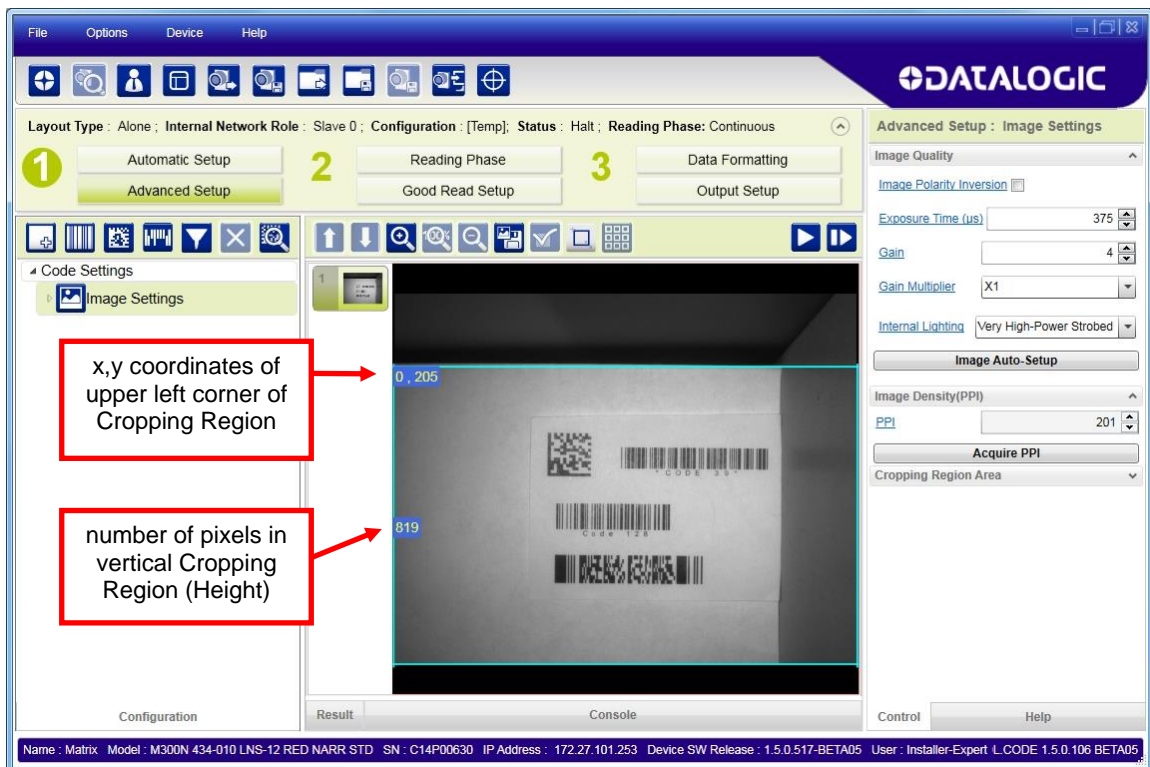 File Options Device Help
DATALOGIC
Layout Type : Alone ; Internal Network Role : Slave 0 ; Configuration : [Temp]; Status : Halt ; Reading Phase: Continuous
1 Automatic Setup
Advanced Setup
2 Reading Phase
Good Read Setup
3 Data Formatting
Output Setup
Code Settings
Image Settings
x,y coordinates of
upper left corner of
Cropping Region
number of pixels in
vertical Cropping
Region (Height)
Configuration
100%
1
0 , 205
*CODE 39*
819
Code 128
Result Console
Advanced Setup : Image Settings
Image Quality
Image Polarity Inversion
Exposure Time (µs) 375
Gain 4
Gain Multiplier X1
Internal Lighting Very High-Power Strobed
Image Auto-Setup
Image Density(PPI)
PPI 201
Acquire PPI
Cropping Region Area
Control Help
Name : Matrix Model : M300N 434-010 LNS-12 RED NARR STD SN : C14P00630 IP Address : 172.27.101.253 Device SW Release : 1.5.0.517-BETA05 User : Installer-Expert L.CODE 1.5.0.106 BETA05